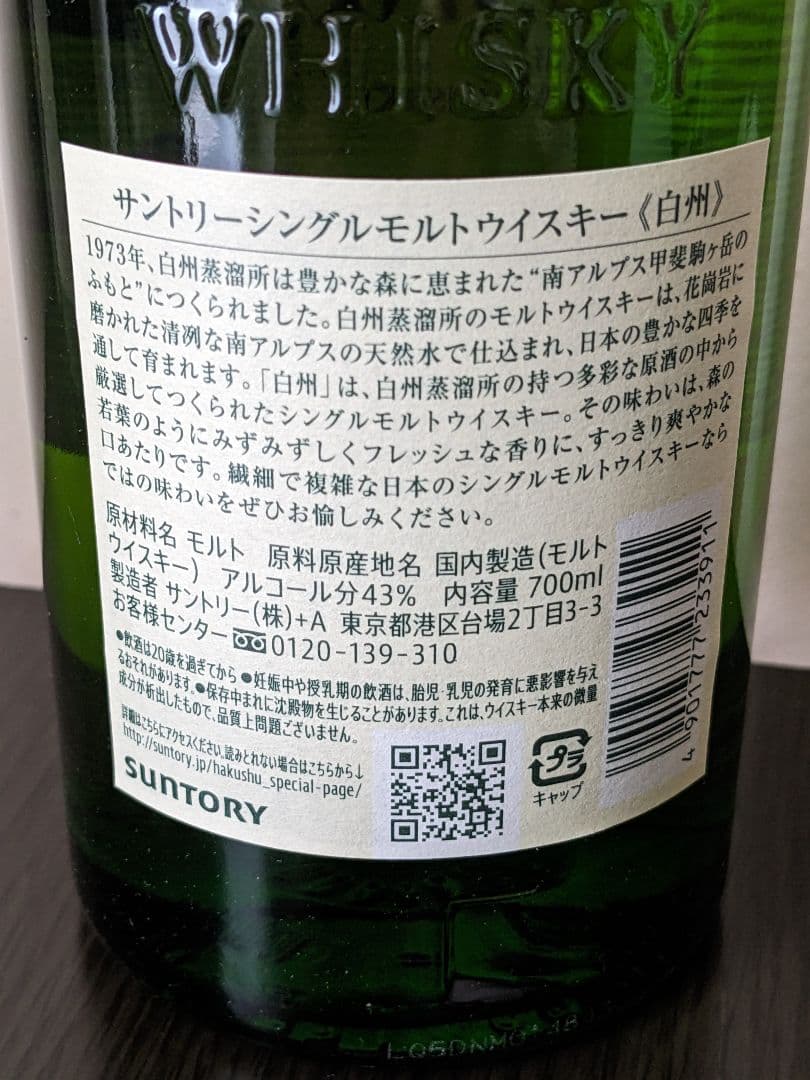 WHISKY
サントリーシングルモルトウイスキー《白州》
1973年、白州蒸溜所は豊かな森に恵まれた“南アルプス甲斐駒ヶ岳の
ふもと”につくられました。白州蒸溜所のモルトウイスキーは、花崗岩に
磨かれた清冽な南アルプスの天然水で仕込まれ、日本の豊かな四季を
通して育まれます。「白州」は、白州蒸溜所の持つ多彩な原酒の中から
厳選してつくられたシングルモルトウイスキー。その味わいは、森の
若葉のようにみずみずしくフレッシュな香りに、すっきり爽やかな
口あたりです。繊細で複雑な日本のシングルモルトウイスキーなら
ではの味わいをぜひお愉しみください。
原材料名 モルト 原料原産地名 国内製造(モルト
ウイスキー) アルコール分43% 内容量 700ml
製造者 サントリー(株)+A 東京都港区台場2丁目3-3
お客様センター 0120-139-310
●飲酒は20歳を過ぎてから ●妊娠中や授乳期の飲酒は、胎児・乳児の発育に悪影響を与え
るおそれがあります。●保存中まれに沈殿物を生じることがあります。これは、ウイスキー本来の微量
成分が析出したもので、品質上問題ございません。
詳細はこちらにアクセスください。読みとれない場合はこちらから↓
http://suntory.jp/hakushu_special-page/
SUNTORY
プラ
キャップ
4 901777 233911